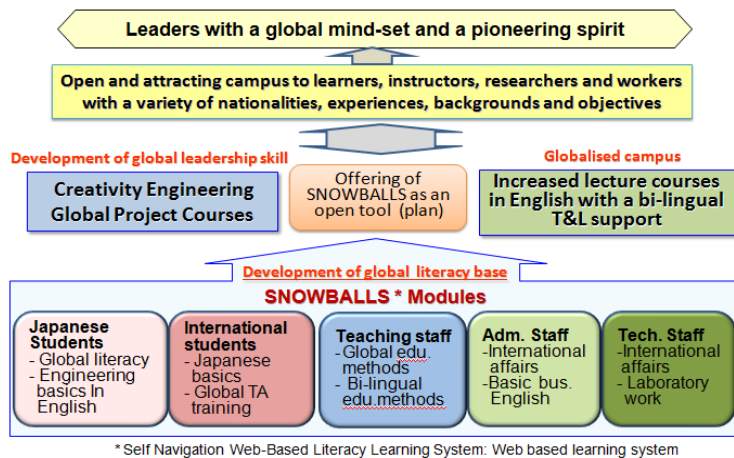 Leaders with a global mind-set and a pioneering spirit
Open and attracting campus to learners, instructors, researchers and workers
with a variety of nationalities, experiences, backgrounds and objectives
Development of global leadership skill
Globalised campus
Creativity Engineering
Global Project Courses
Offering of
SNOWBALLS as an
open tool (plan)
Increased lecture courses
in English with a bi-lingual
T&L support
Development of global literacy base
SNOWBALLS * Modules
Japanese
Students
- Global literacy
- Engineering
basics In
English
International
students
- Japanese
basics
- Global TA
training
Teaching staff
-Global edu.
methods
- Bi-lingual
edu.methods
Adm. Staff
-International
affairs
-Basic bus.
English
Tech. Staff
-International
affairs
- Laboratory
work
* Self Navigation Web-Based Literacy Learning System: Web based learning system